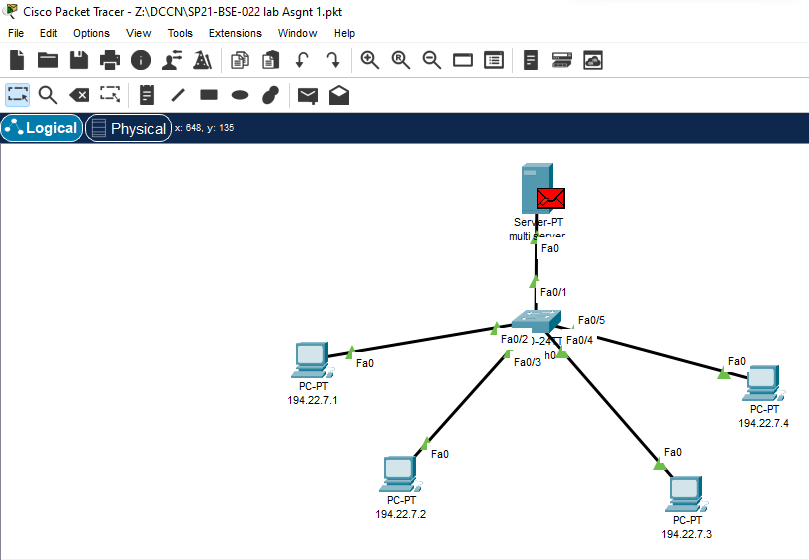 Cisco Packet Tracer - Z:\DCCN\SP21-BSE-022 lab Asgnt 1.pkt
File Edit Options View Tools Extensions Window Help
Logical Physical x: 648, y: 135
Server-PT
multi server
Fa0
Fa0/1
Fa0/5
Fa0/2 0-24TT Fa0/4
Fa0/3 h0
Fa0
PC-PT
194.22.7.1
Fa0
PC-PT
194.22.7.4
Fa0
PC-PT
194.22.7.2
Fa0
PC-PT
194.22.7.3